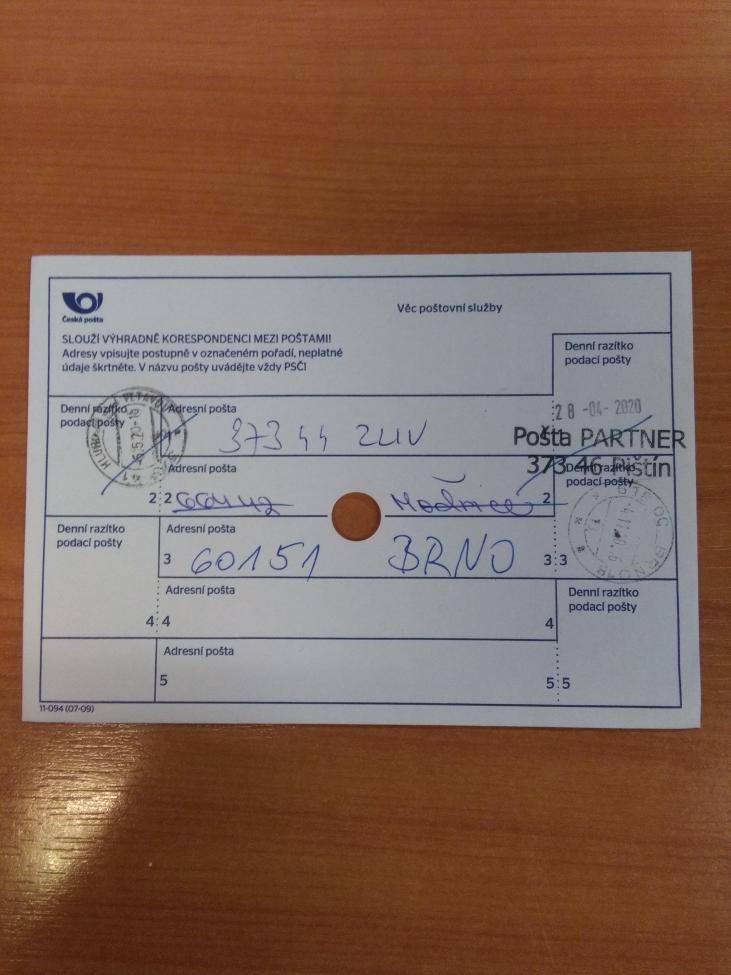 Česká pošta
Věc poštovní služby
SLOUŽÍ VÝHRADNĚ KORESPONDENCI MEZI POŠTAMI!
Adresy vpisujte postupně v označeném pořadí, neplatné
údaje škrtněte. V názvu pošty uvádějte vždy PSČ!
Denní razítko
podací pošty
28 -04- 2020
Pošta PARTNER
373 46 Pištín
Denní razítko
podací pošty
Adresní pošta
373 44 ZLIV
Adresní pošta
2 2 66442 Modřice 2
Denní razítko
Denní razítko
podací pošty
Adresní pošta
3 60151 BRNO 3 3
Adresní pošta
4 4 4
Denní razítko
podací pošty
Adresní pošta
5 5 5
11-094 (07-09)